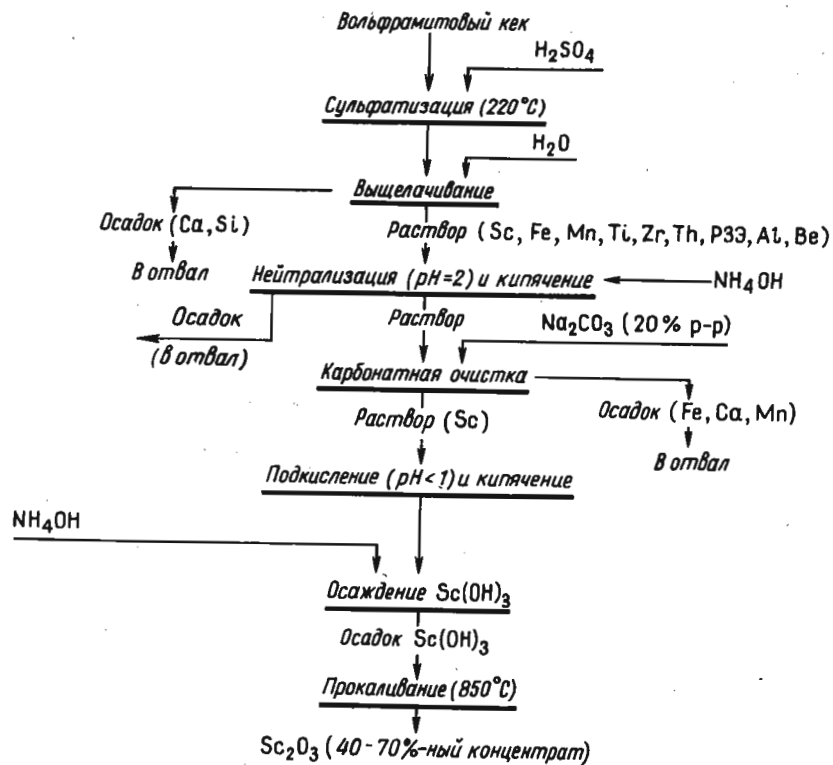 Вольфрамитовый кек
H₂SO₄
Сульфатизация (220°C)
H₂O
Выщелачивание
Осадок (Ca, Si)
Раствор (Sc, Fe, Mn, Ti, Zr, Th, РЗЭ, Al, Be)
В отвал
Нейтрализация (pH=2) и кипячение
NH₄OH
Осадок
(в отвал)
Раствор
Na₂CO₃ (20% р-р)
Карбонатная очистка
Осадок (Fe, Ca, Mn)
Раствор (Sc)
В отвал
Подкисление (pH<1) и кипячение
NH₄OH
Осаждение Sc(OH)₃
Осадок Sc(OH)₃
Прокаливание (850°C)
Sc₂O₃ (40-70%-ный концентрат)